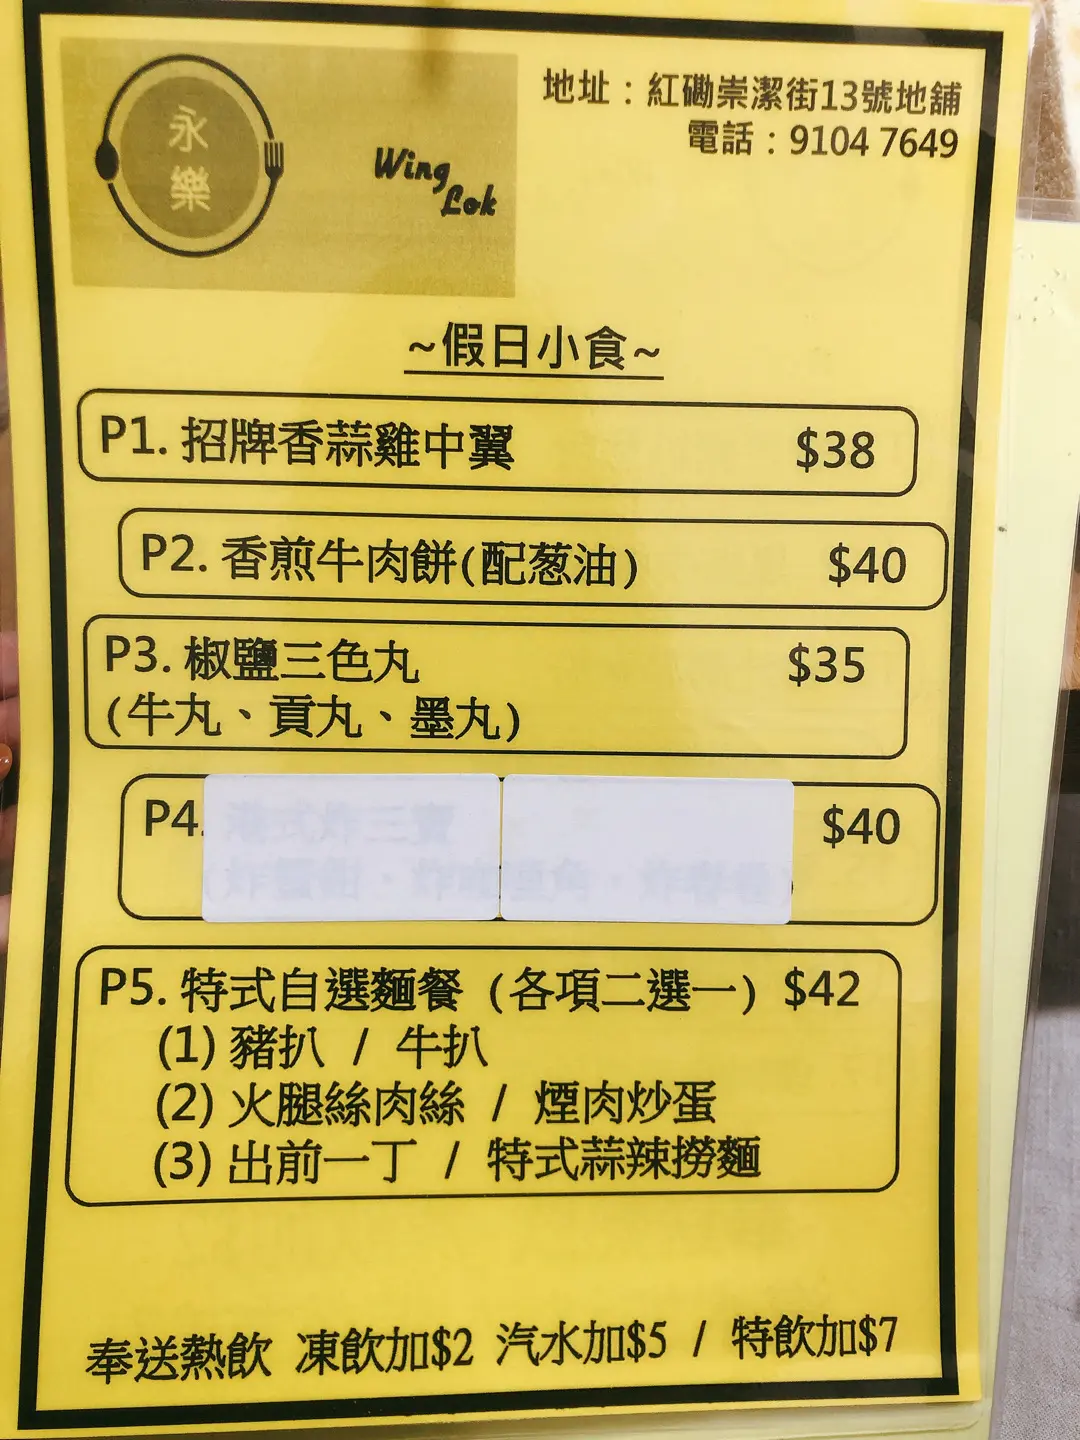 永樂
Wing Lok
地址：紅磡崇潔街13號地舖
電話：9104 7649
~假日小食~
P1. 招牌香蒜雞中翼 $38
P2. 香煎牛肉餅(配葱油) $40
P3. 椒鹽三色丸 $35
(牛丸、貢丸、墨丸)
P4. 港式炸三寶 $40
P5. 特式自選麵餐 (各項二選一) $42
(1) 豬扒 / 牛扒
(2) 火腿絲肉絲 / 煙肉炒蛋
(3) 出前一丁 / 特式蒜辣撈麵
奉送熱飲 凍飲加$2 汽水加$5 / 特飲加$7